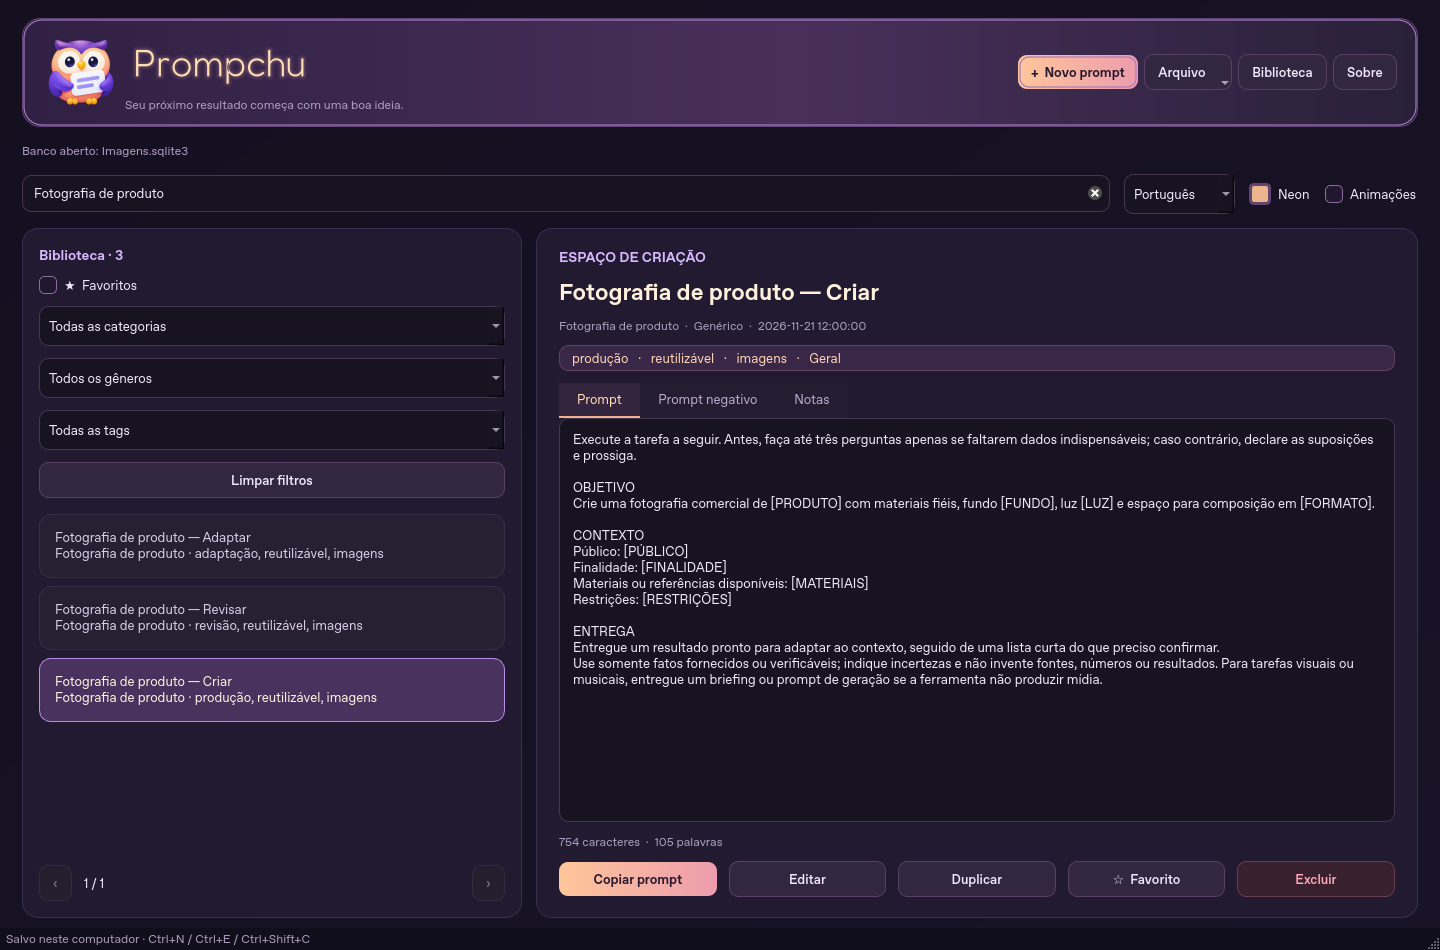 Prompchu
Seu próximo resultado começa com uma boa ideia.
+ Novo prompt
Arquivo
Biblioteca
Sobre
Banco aberto: Imagens.sqlite3
Fotografia de produto
Português
Neon
Animações
Biblioteca · 3
★ Favoritos
Todas as categorias
Todos os gêneros
Todas as tags
Limpar filtros
Fotografia de produto — Adaptar
Fotografia de produto · adaptação, reutilizável, imagens
Fotografia de produto — Revisar
Fotografia de produto · revisão, reutilizável, imagens
Fotografia de produto — Criar
Fotografia de produto · produção, reutilizável, imagens
‹ 1 / 1 ›
ESPAÇO DE CRIAÇÃO
Fotografia de produto — Criar
Fotografia de produto · Genérico · 2026-11-21 12:00:00
produção · reutilizável · imagens · Geral
Prompt
Prompt negativo
Notas
Execute a tarefa a seguir. Antes, faça até três perguntas apenas se faltarem dados indispensáveis; caso contrário, declare as suposições
e prossiga.
OBJETIVO
Crie uma fotografia comercial de [PRODUTO] com materiais fiéis, fundo [FUNDO], luz [LUZ] e espaço para composição em [FORMATO].
CONTEXTO
Público: [PÚBLICO]
Finalidade: [FINALIDADE]
Materiais ou referências disponíveis: [MATERIAIS]
Restrições: [RESTRIÇÕES]
ENTREGA
Entregue um resultado pronto para adaptar ao contexto, seguido de uma lista curta do que preciso confirmar.
Use somente fatos fornecidos ou verificáveis; indique incertezas e não invente fontes, números ou resultados. Para tarefas visuais ou
musicais, entregue um briefing ou prompt de geração se a ferramenta não produzir mídia.
754 caracteres · 105 palavras
Copiar prompt
Editar
Duplicar
☆ Favorito
Excluir
Salvo neste computador · Ctrl+N / Ctrl+E / Ctrl+Shift+C